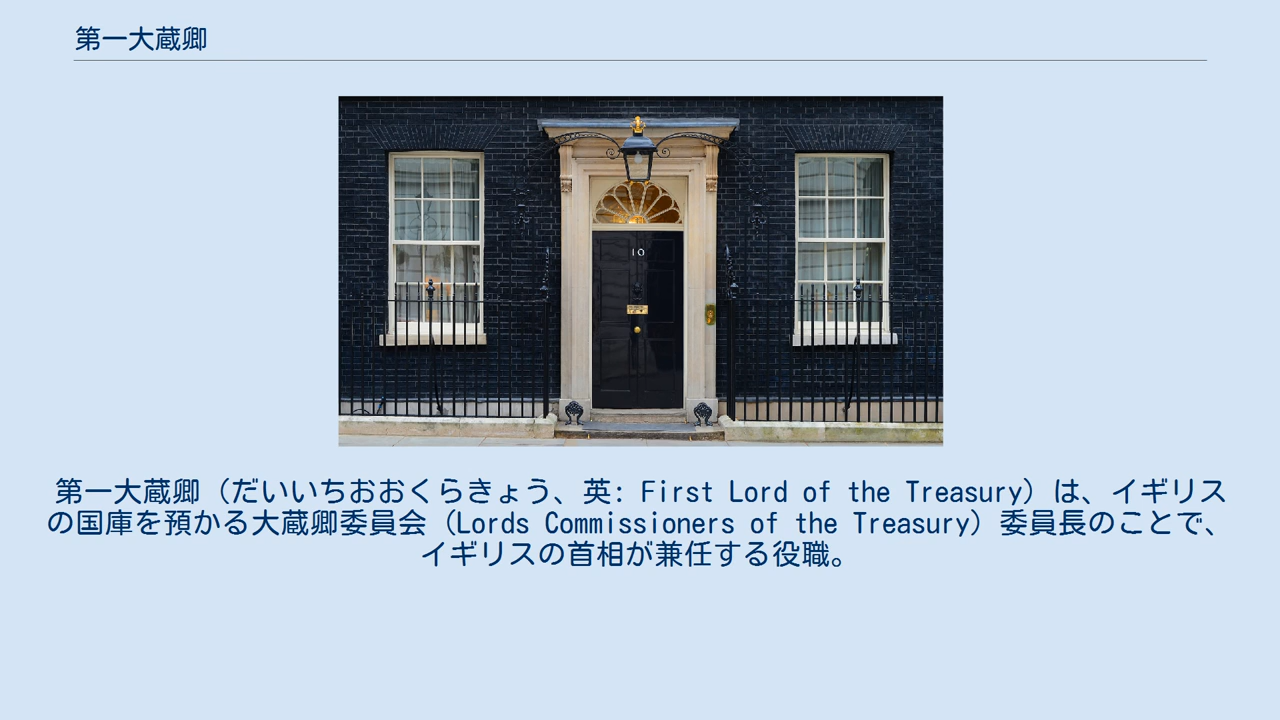 第一大蔵卿
10
第一大蔵卿（だいいちおおくらきょう、英: First Lord of the Treasury）は、イギリス
の国庫を預かる大蔵卿委員会（Lords Commissioners of the Treasury）委員長のことで、
イギリスの首相が兼任する役職。